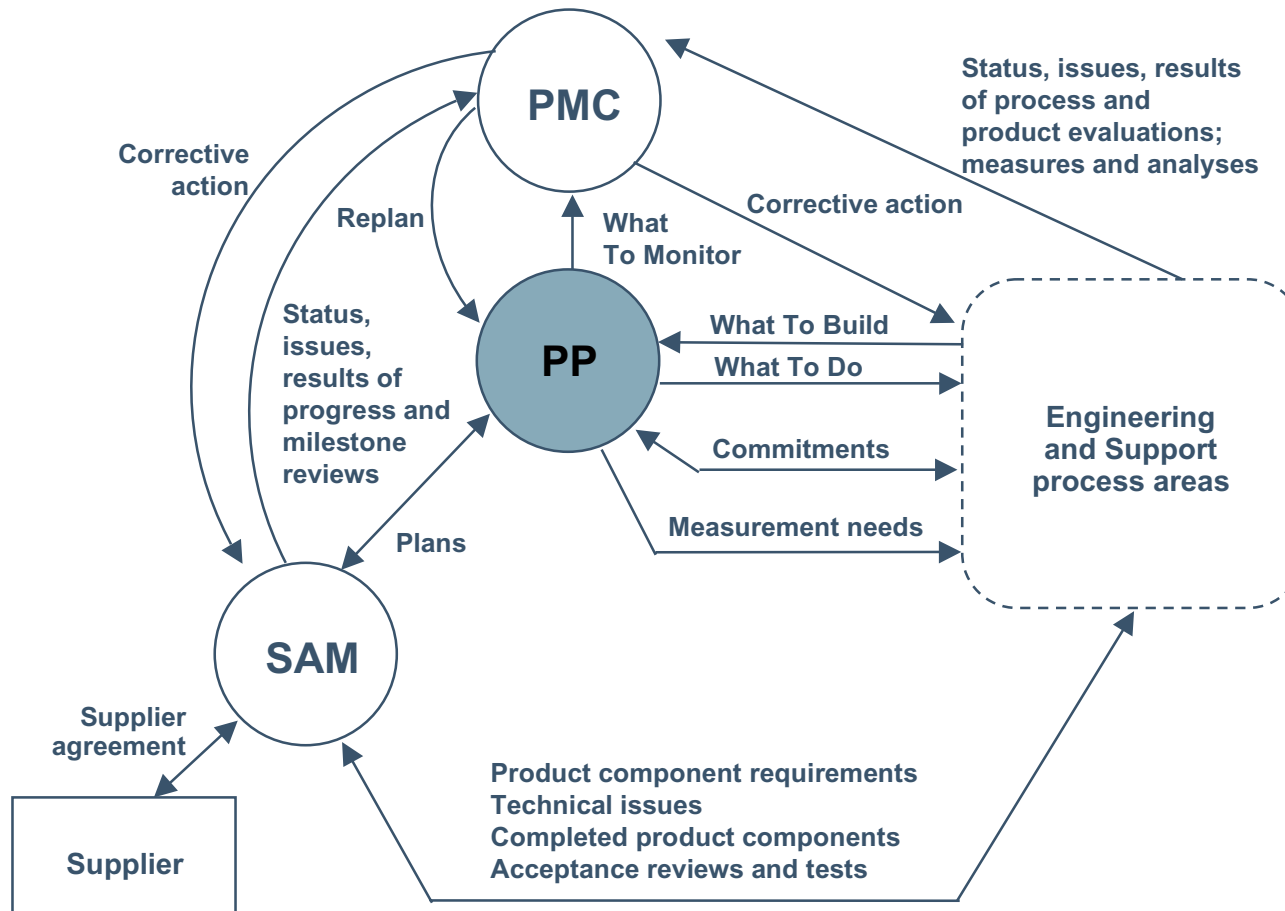 PMC
Status, issues, results
of process and
product evaluations;
measures and analyses
Corrective
action
Replan
What
To Monitor
Corrective action
Status,
issues,
results of
progress and
milestone
reviews
PP
What To Build
What To Do
Commitments
Measurement needs
Engineering
and Support
process areas
Plans
SAM
Supplier
agreement
Supplier
Product component requirements
Technical issues
Completed product components
Acceptance reviews and tests